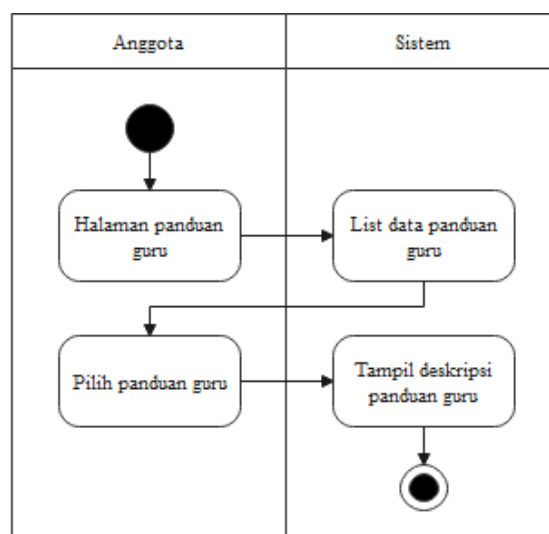 Anggota
Sistem
Halaman panduan
guru
List data panduan
guru
Pilih panduan guru
Tampil deskripsi
panduan guru